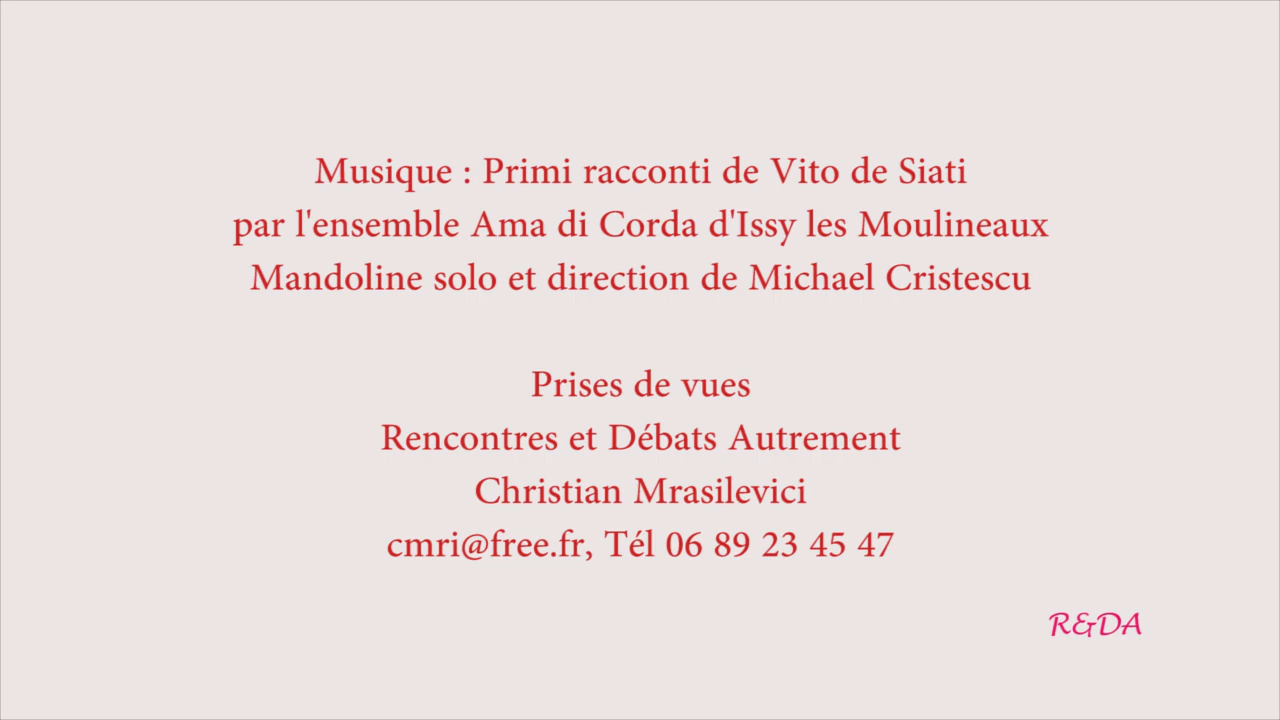 Musique : Primi racconti de Vito de Siati
par l'ensemble Ama di Corda d'Issy les Moulineaux
Mandoline solo et direction de Michael Cristescu
Prises de vues
Rencontres et Débats Autrement
Christian Mrasilevici
cmri@free.fr, Tél 06 89 23 45 47
R&DA